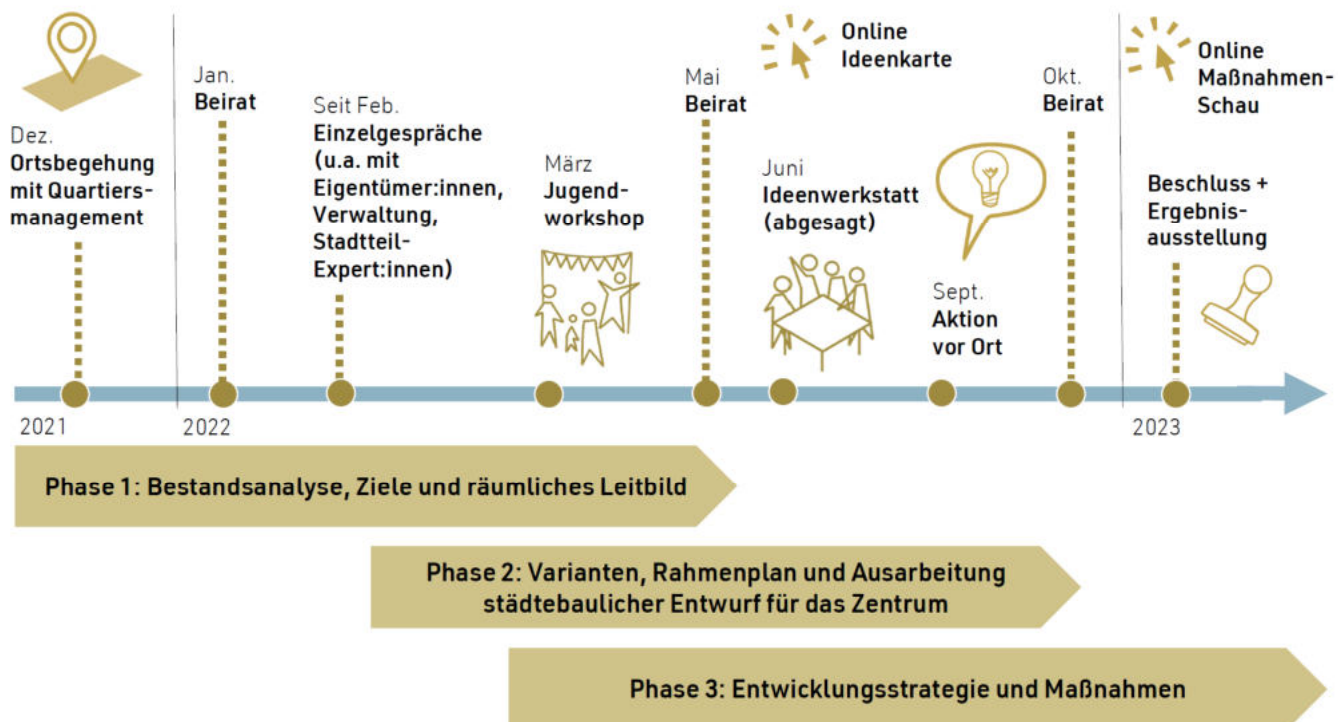 Dez.
Ortsbegehung
mit Quartiers-
management
Jan.
Beirat
Seit Feb.
Einzelgespräche
(u.a. mit
Eigentümer:innen,
Verwaltung,
Stadtteil-
Expert:innen)
März
Jugend-
workshop
Mai
Beirat
Online
Ideenkarte
Juni
Ideenwerkstatt
(abgesagt)
Sept.
Aktion
vor Ort
Okt.
Beirat
Online
Maßnahmen-
Schau
Beschluss +
Ergebnis-
ausstellung
2021
2022
2023
Phase 1: Bestandsanalyse, Ziele und räumliches Leitbild
Phase 2: Varianten, Rahmenplan und Ausarbeitung
städtebaulicher Entwurf für das Zentrum
Phase 3: Entwicklungsstrategie und Maßnahmen